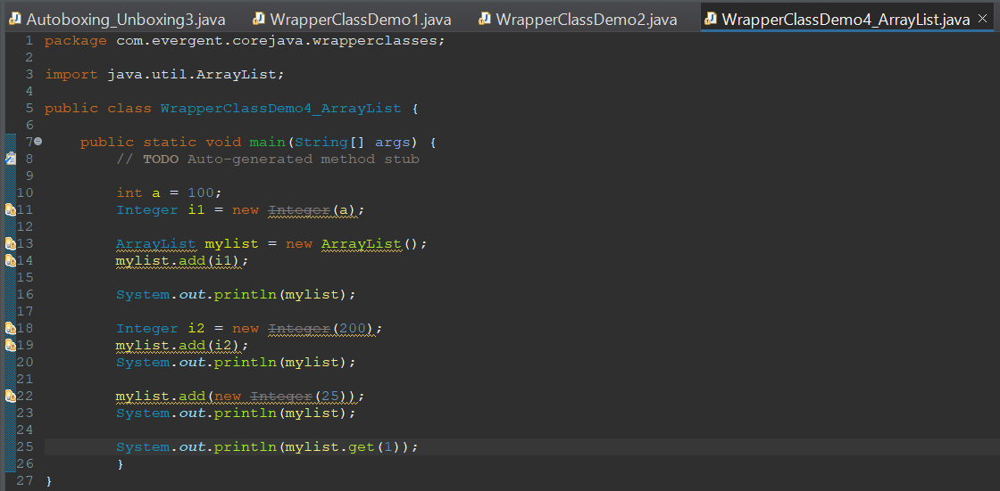 Autoboxing_Unboxing3.java WrapperClassDemo1.java WrapperClassDemo2.java WrapperClassDemo4_ArrayList.java ×
1 package com.evergent.corejava.wrapperclasses;
2
3 import java.util.ArrayList;
4
5 public class WrapperClassDemo4_ArrayList {
6
7 public static void main(String[] args) {
8 // TODO Auto-generated method stub
9
10 int a = 100;
11 Integer i1 = new Integer(a);
12
13 ArrayList mylist = new ArrayList();
14 mylist.add(i1);
15
16 System.out.println(mylist);
17
18 Integer i2 = new Integer(200);
19 mylist.add(i2);
20 System.out.println(mylist);
21
22 mylist.add(new Integer(25));
23 System.out.println(mylist);
24
25 System.out.println(mylist.get(1));
26 }
27 }